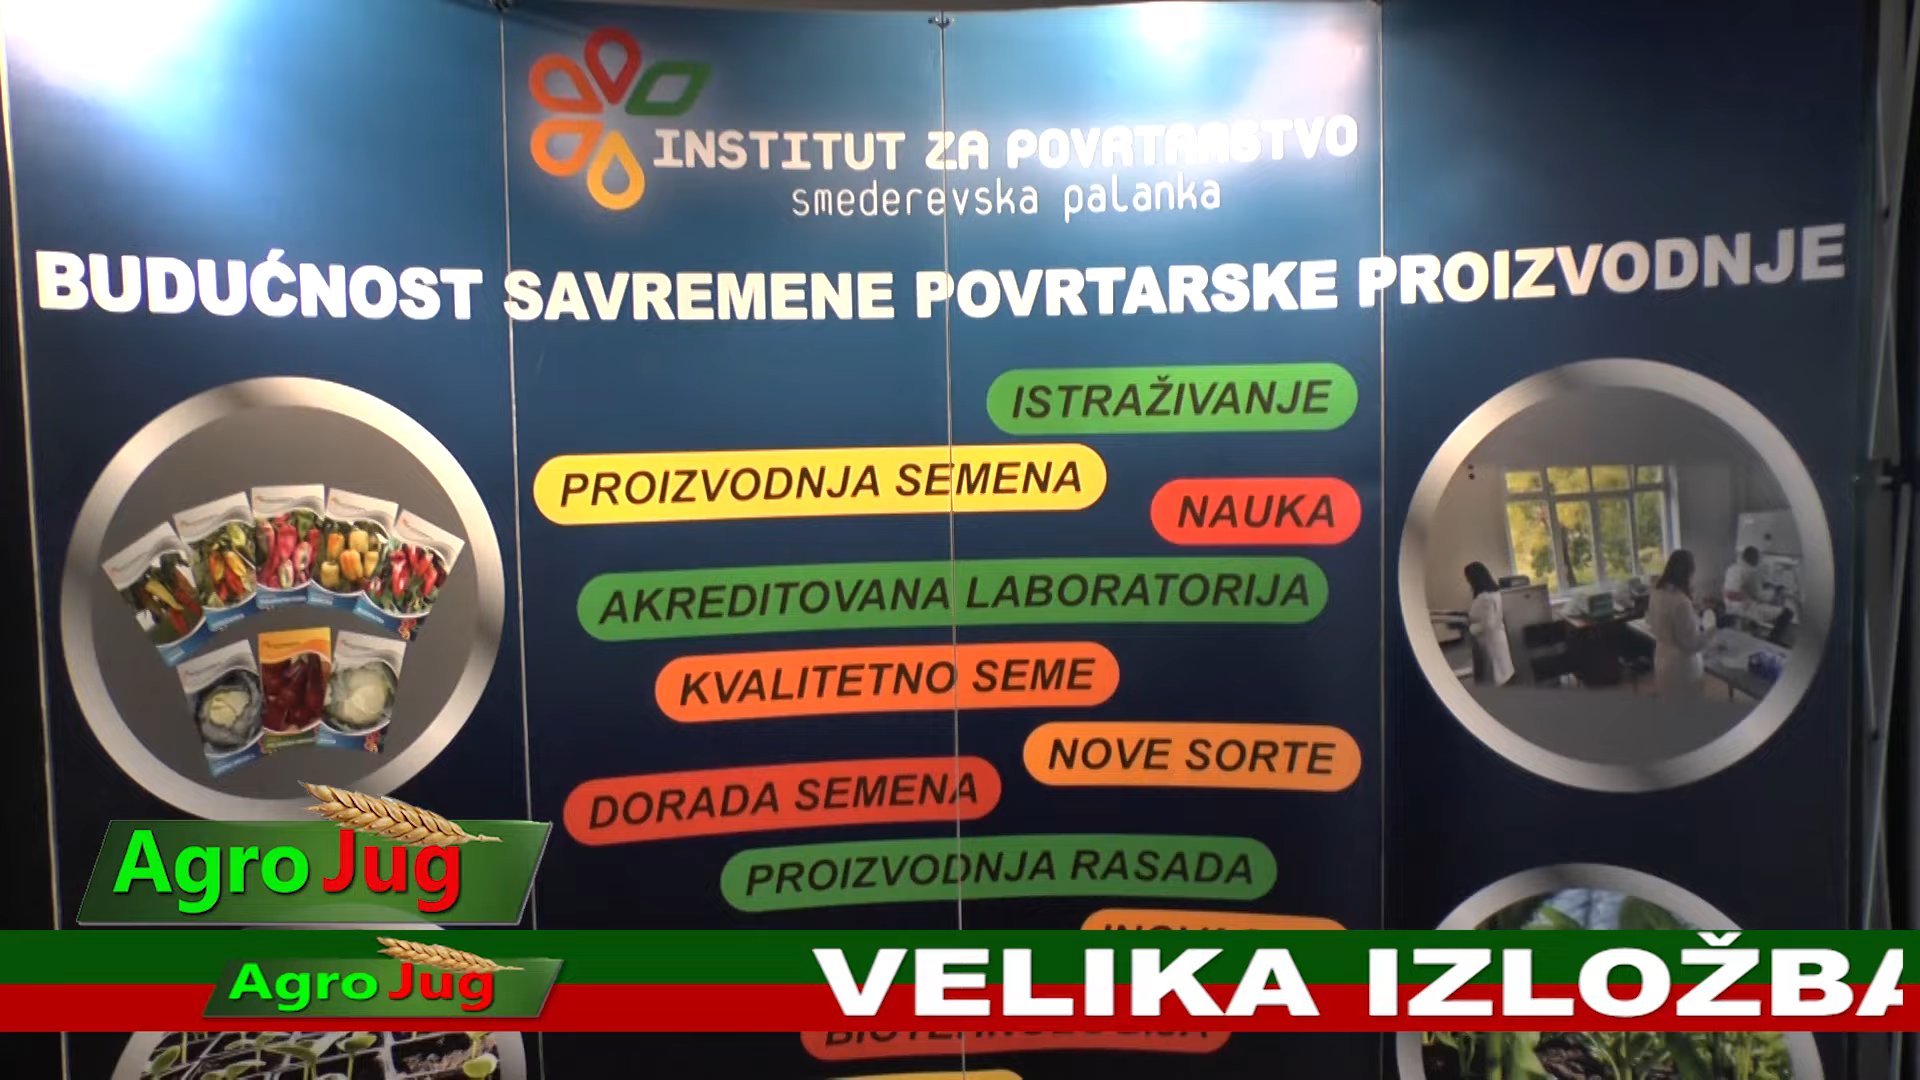 INSTITUT ZA POVRTARSTVO
smederevska palanka
BUDUĆNOST SAVREMENE POVRTARSKE PROIZVODNJE
ISTRAŽIVANJE
PROIZVODNJA SEMENA
NAUKA
AKREDITOVANA LABORATORIJA
KVALITETNO SEME
NOVE SORTE
DORADA SEMENA
PROIZVODNJA RASADA
Agro Jug
Agro Jug
VELIKA IZLOŽBA